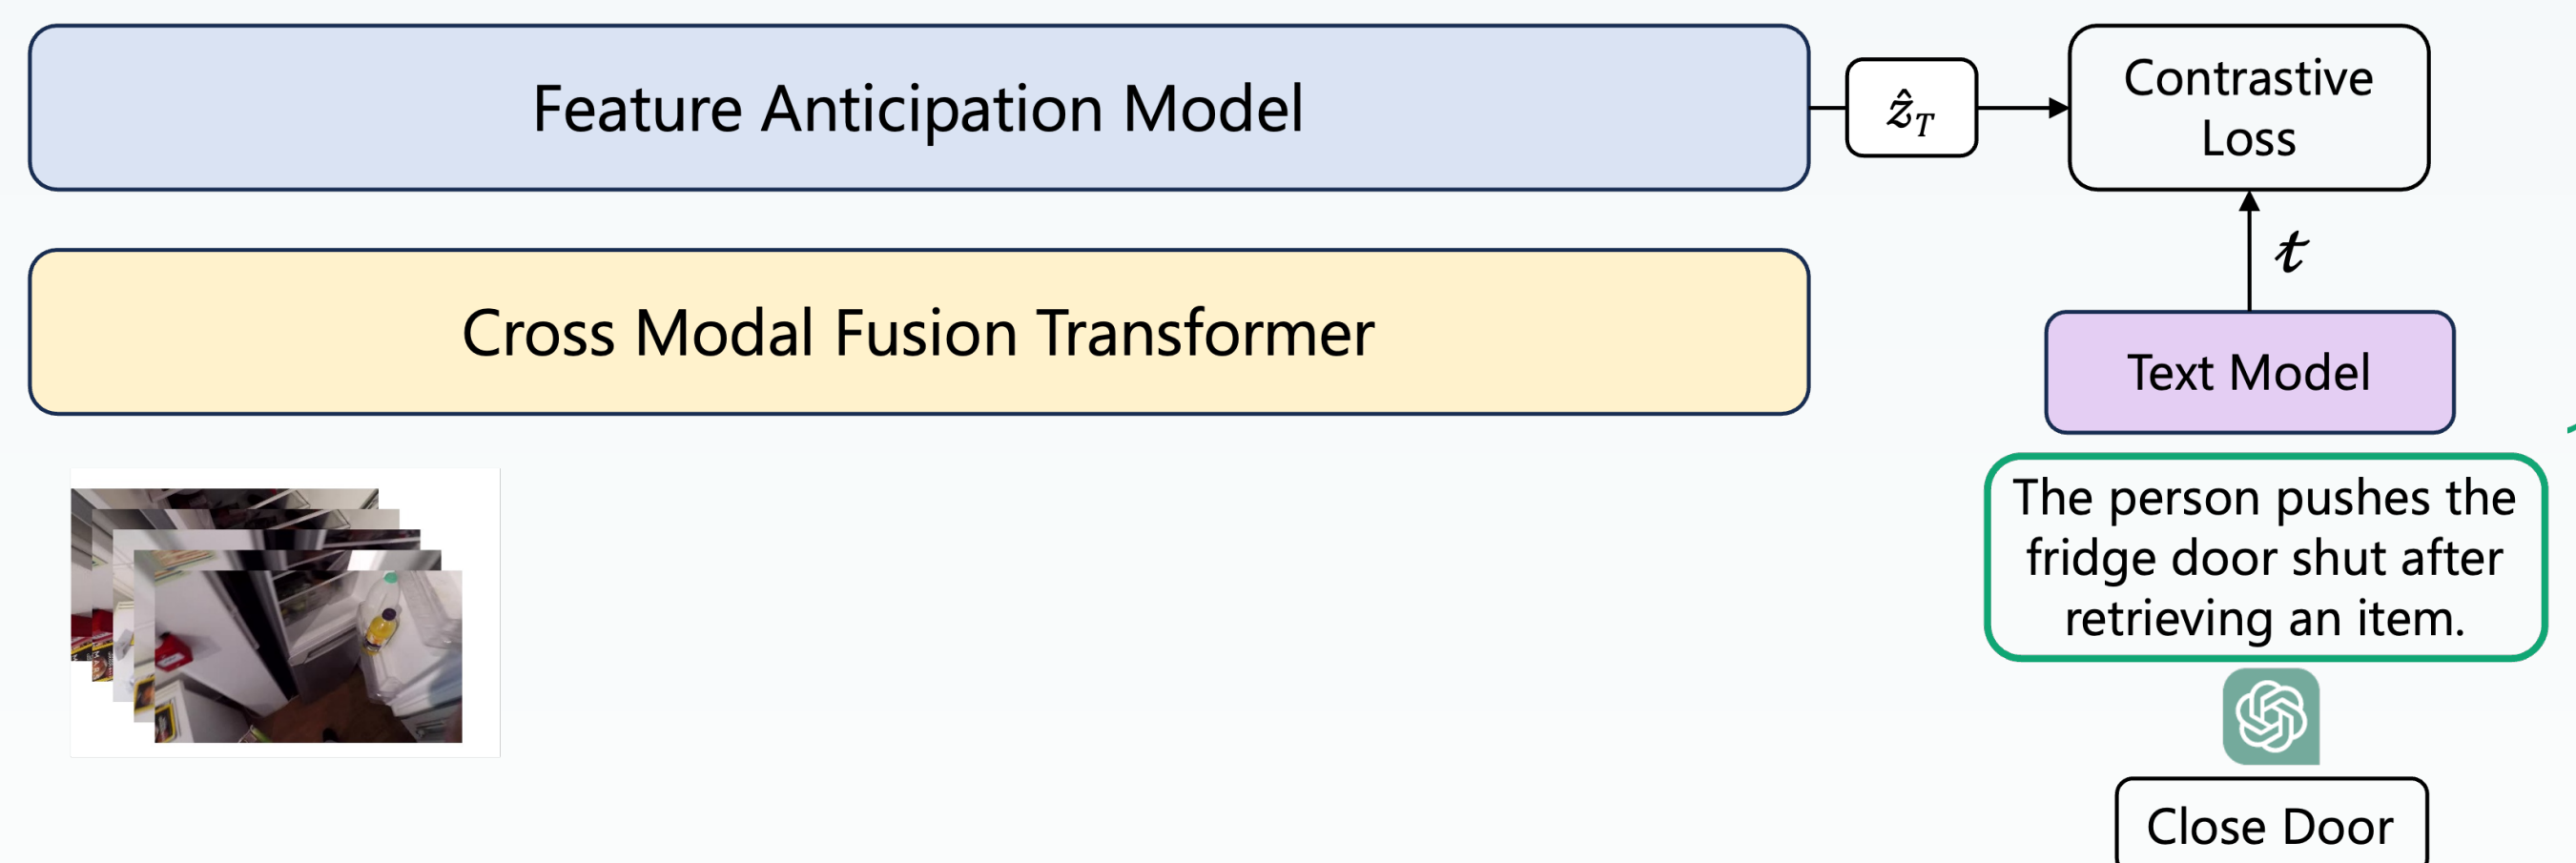 Feature Anticipation Model
ẑ_T
Contrastive
Loss
t
Cross Modal Fusion Transformer
Text Model
The person pushes the
fridge door shut after
retrieving an item.
Close Door